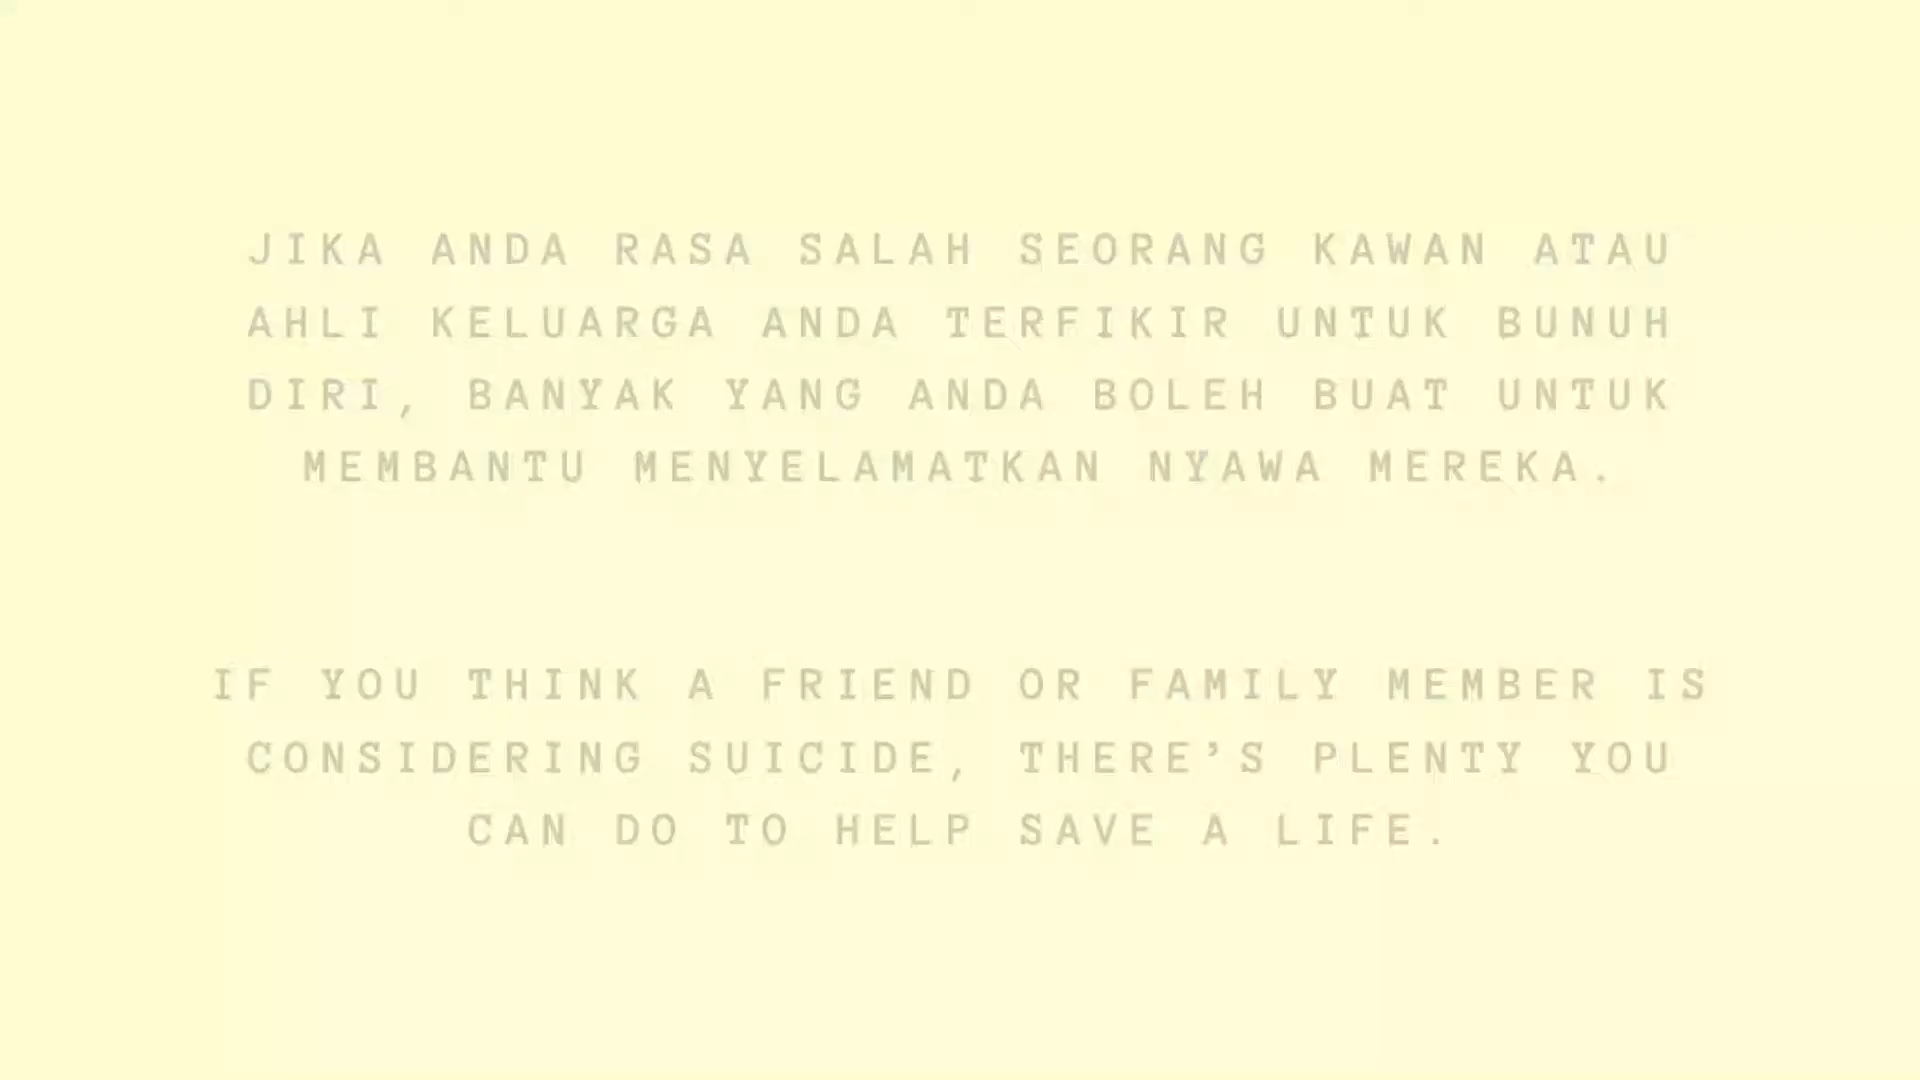 JIKA ANDA RASA SALAH SEORANG KAWAN ATAU
AHLI KELUARGA ANDA TERFIKIR UNTUK BUNUH
DIRI, BANYAK YANG ANDA BOLEH BUAT UNTUK
MEMBANTU MENYELAMATKAN NYAWA MEREKA.
IF YOU THINK A FRIEND OR FAMILY MEMBER IS
CONSIDERING SUICIDE, THERE’S PLENTY YOU
CAN DO TO HELP SAVE A LIFE.